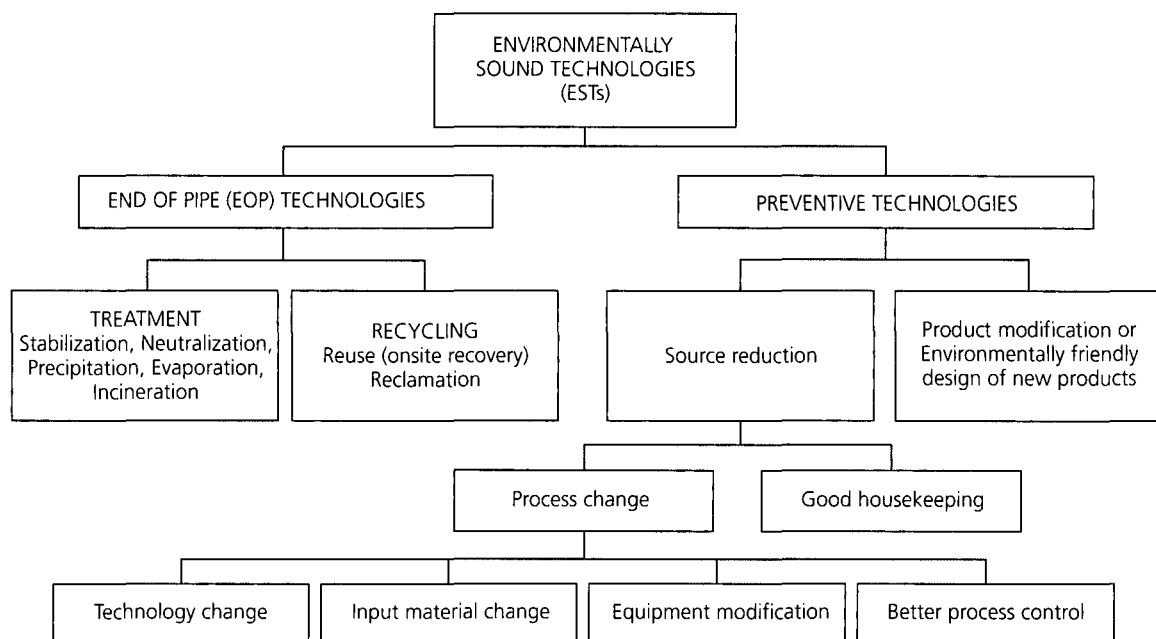 ENVIRONMENTALLY
SOUND TECHNOLOGIES
(ESTs)
END OF PIPE (EOP) TECHNOLOGIES
PREVENTIVE TECHNOLOGIES
TREATMENT
Stabilization, Neutralization,
Precipitation, Evaporation,
Incineration
RECYCLING
Reuse (onsite recovery)
Reclamation
Source reduction
Product modification or
Environmentally friendly
design of new products
Process change
Good housekeeping
Technology change
Input material change
Equipment modification
Better process control